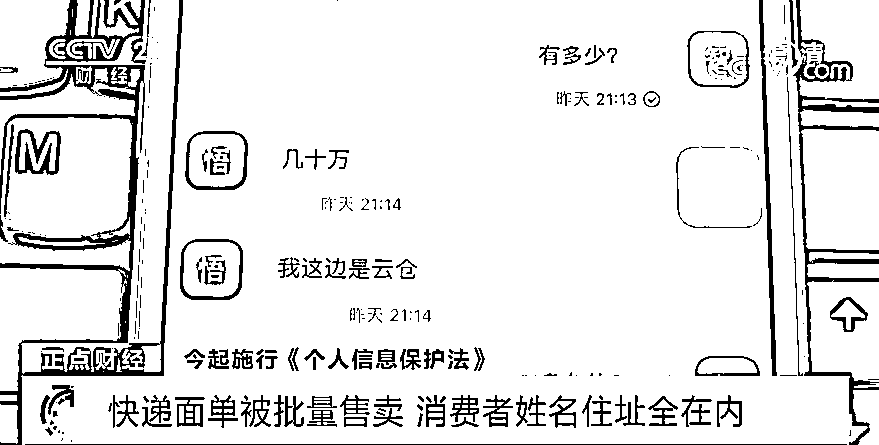 K
CCTV 2
财经
有多少?
昨天 21:13
M
悟
几十万
昨天 21:14
悟
我这边是云仓
昨天 21:14
正点财经
今起施行《个人信息保护法》
快递面单被批量售卖 消费者姓名住址全在内